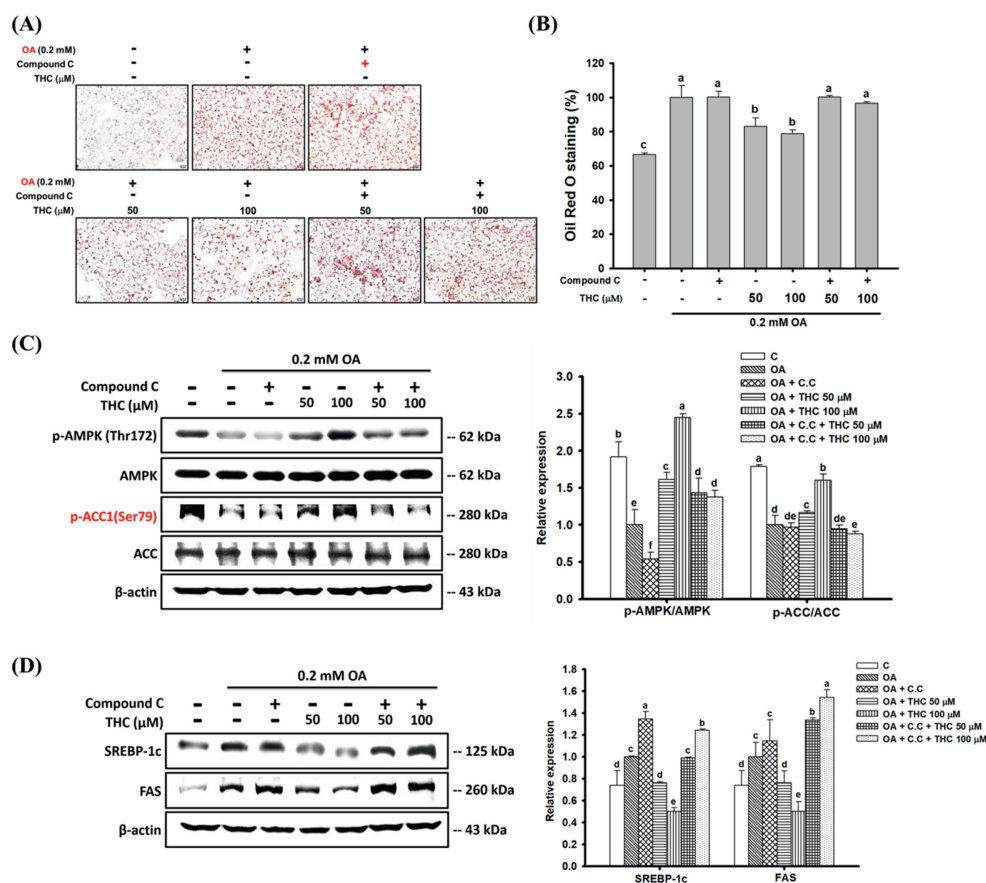 (A)
OA (0.2 mM) - + +
Compound C - - +
THC (μM) - - -
OA (0.2 mM) + + + +
Compound C - - + +
THC (μM) 50 100 50 100
(B)
Oil Red O staining (%)
120
100
80
60
40
20
0
c a a b b a a
Compound C - - + - - + +
THC (μM) - - - 50 100 50 100
0.2 mM OA
(C)
0.2 mM OA
Compound C - - + - - + +
THC (μM) - - - 50 100 50 100
p-AMPK (Thr172) -- 62 kDa
AMPK -- 62 kDa
p-ACC1(Ser79) -- 280 kDa
ACC -- 280 kDa
β-actin -- 43 kDa
Relative expression
3.0
2.5
2.0
1.5
1.0
0.5
0.0
C
OA
OA + C.C
OA + THC 50 μM
OA + THC 100 μM
OA + C.C + THC 50 μM
OA + C.C + THC 100 μM
b e f c a d d
a d de c b de e
p-AMPK/AMPK p-ACC/ACC
(D)
0.2 mM OA
Compound C - - + - - + +
THC (μM) - - - 50 100 50 100
SREBP-1c -- 125 kDa
FAS -- 260 kDa
β-actin -- 43 kDa
Relative expression
1.8
1.6
1.4
1.2
1.0
0.8
0.6
0.4
0.2
0.0
d c a d e c b
d c c d e b a
SREBP-1c FAS
C
OA
OA + C.C
OA + THC 50 μM
OA + THC 100 μM
OA + C.C + THC 50 μM
OA + C.C + THC 100 μM